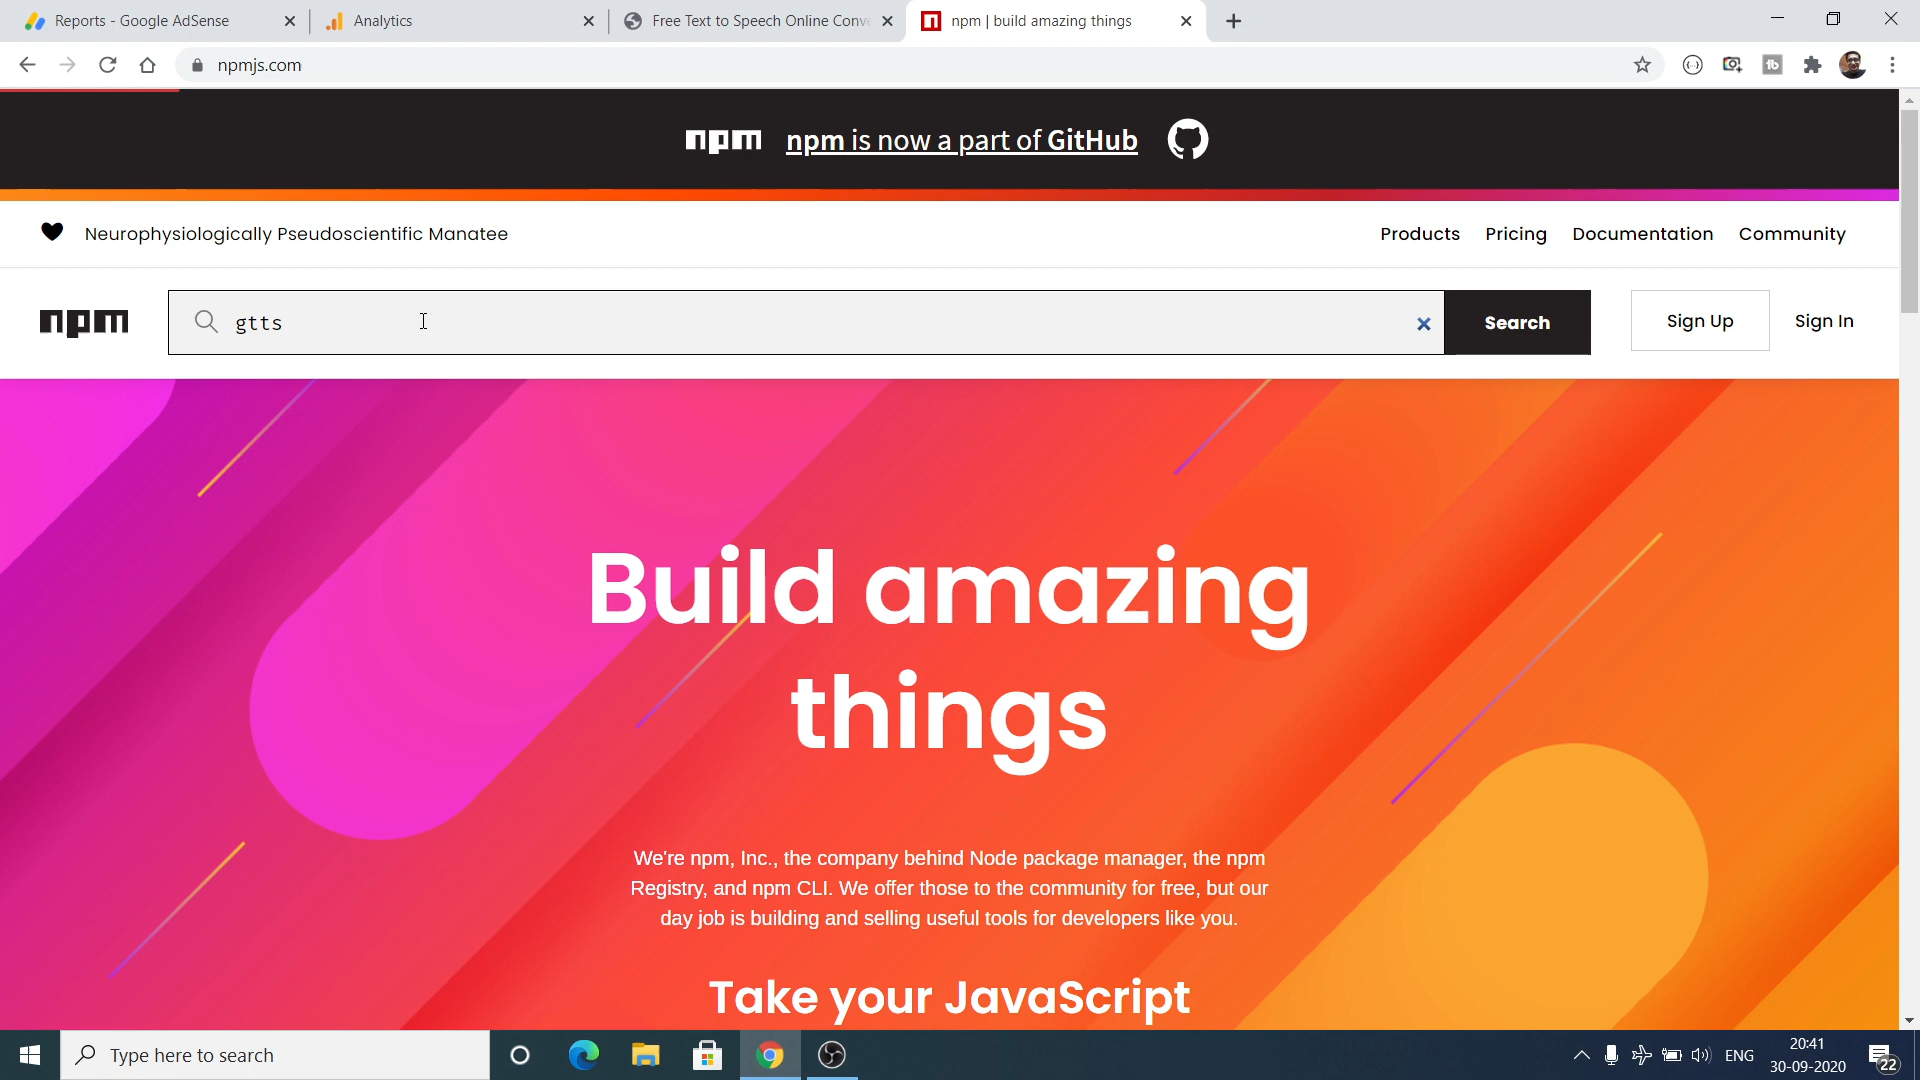 Reports - Google AdSense
Analytics
Free Text to Speech Online Conve
npm | build amazing things
npmjs.com
npm npm is now a part of GitHub
Neurophysiologically Pseudoscientific Manatee
Products Pricing Documentation Community
npm gtts Search Sign Up Sign In
Build amazing
things
We're npm, Inc., the company behind Node package manager, the npm
Registry, and npm CLI. We offer those to the community for free, but our
day job is building and selling useful tools for developers like you.
Take your JavaScript
Type here to search
ENG
20:41
30-09-2020
22